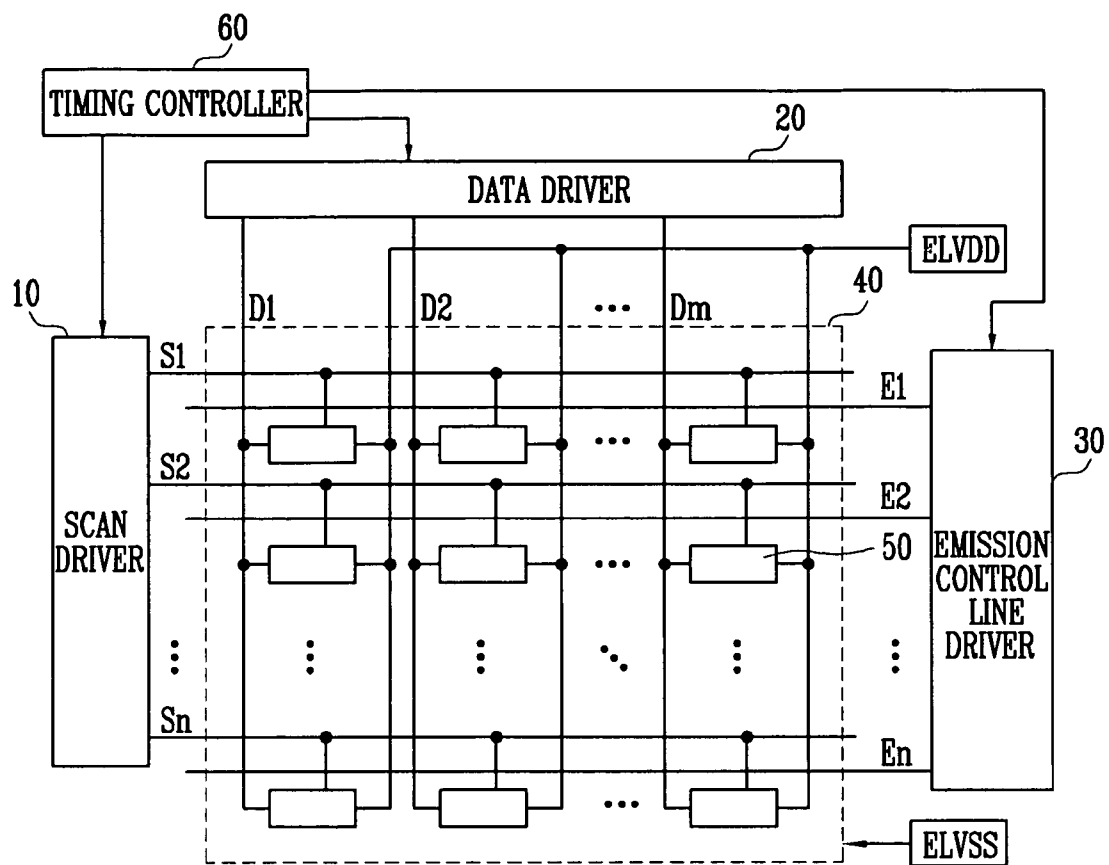 60
TIMING CONTROLLER
20
DATA DRIVER
ELVDD
10
D1
D2
...
Dm
40
S1
E1
...
30
S2
E2
SCAN
DRIVER
50
...
EMISSION
CONTROL
LINE
DRIVER
Sn
En
...
ELVSS